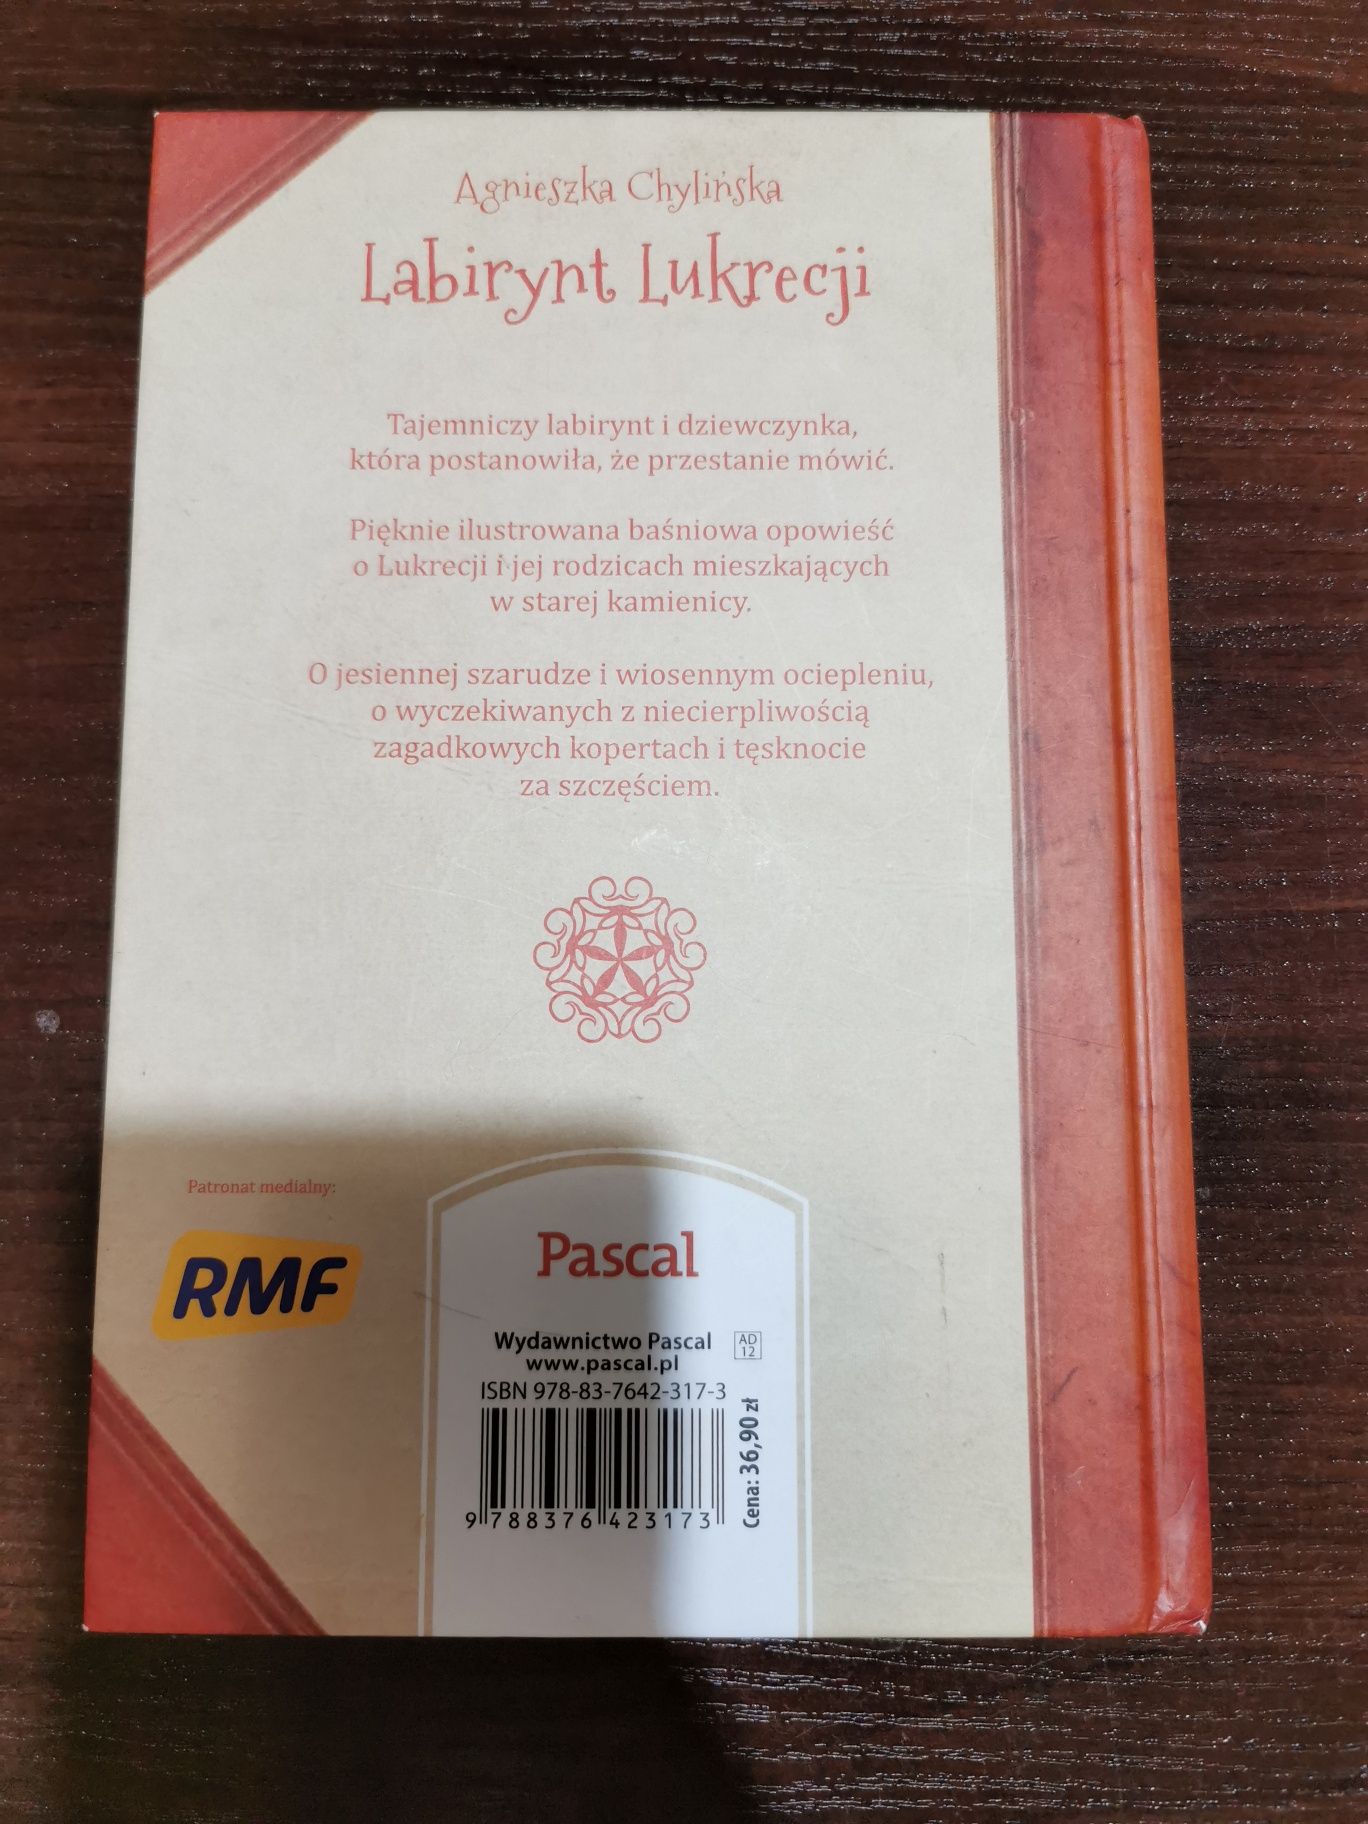 Agnieszka Chylińska
Labirynt Lukrecji
Tajemniczy labirynt i dziewczynka,
która postanowiła, że przestanie mówić.
Pięknie ilustrowana baśniowa opowieść
o Lukrecji i jej rodzicach mieszkających
w starej kamienicy.
O jesiennej szarudze i wiosennym ociepleniu,
o wyczekiwanych z niecierpliwością
zagadkowych kopertach i tęsknocie
za szczęściem.
Patronat medialny:
RMF
Pascal
Wydawnictwo Pascal
www.pascal.pl
AD
12
ISBN 978-83-7642-317-3
9 788376 423173
Cena: 36,90 zł